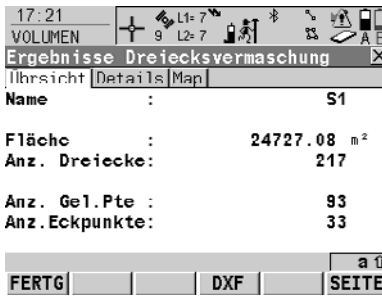 17:21 L1= 7
VOLUMEN 9 L2= 7 A B
Ergebnisse Dreiecksvermaschung X
Übrsicht Details Map
Name : S1
Fläche : 24727.08 m²
Anz. Dreiecke: 217
Anz. Gel.Pte : 93
Anz.Eckpunkte: 33
a
FERTG DXF SEITE